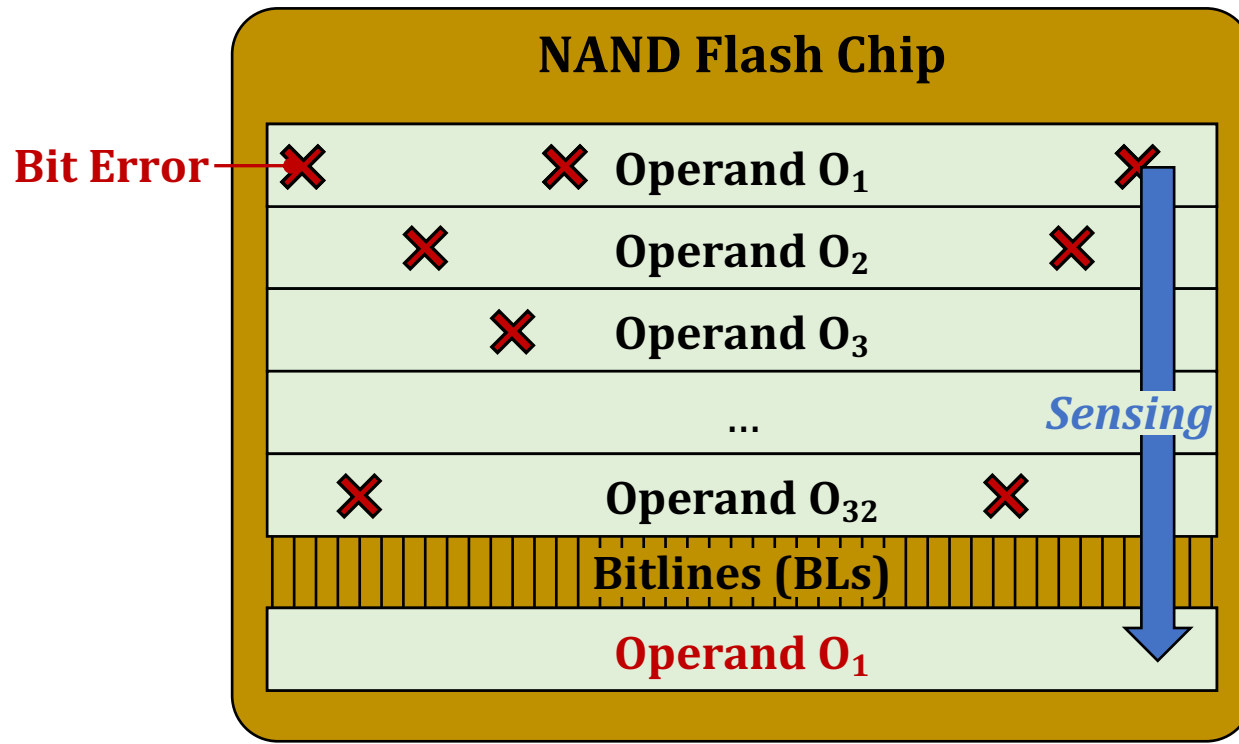 NAND Flash Chip
Bit Error
Operand O₁
Operand O₂
Operand O₃
...
Sensing
Operand O₃₂
Bitlines (BLs)
Operand O₁